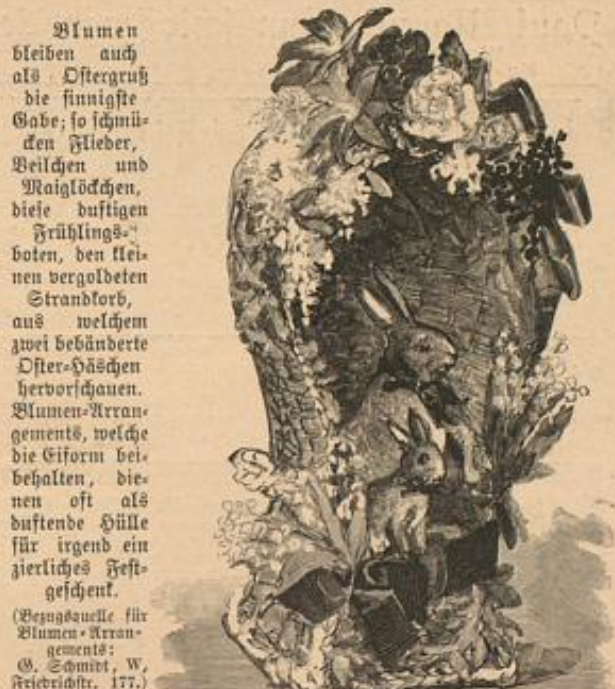 Blumen
bleiben auch
als Ostergruß
die sinnigste
Gabe; so schmü-
cken Flieder,
Veilchen und
Maiglöckchen,
diese duftigen
Frühlings-
boten, den klei-
nen vergoldeten
Strandkorb,
aus welchem
zwei bebänderte
Oster-Häschen
hervorschauen.
Blumen-Arran-
gements, welche
die Eiform bei-
behalten, die-
nen oft als
duftende Hülle
für irgend ein
zierliches Fest-
geschenk.
(Bezugsquelle für
Blumen-Arran-
gements:
G. Schmidt, W,
Friedrichstr. 177.)